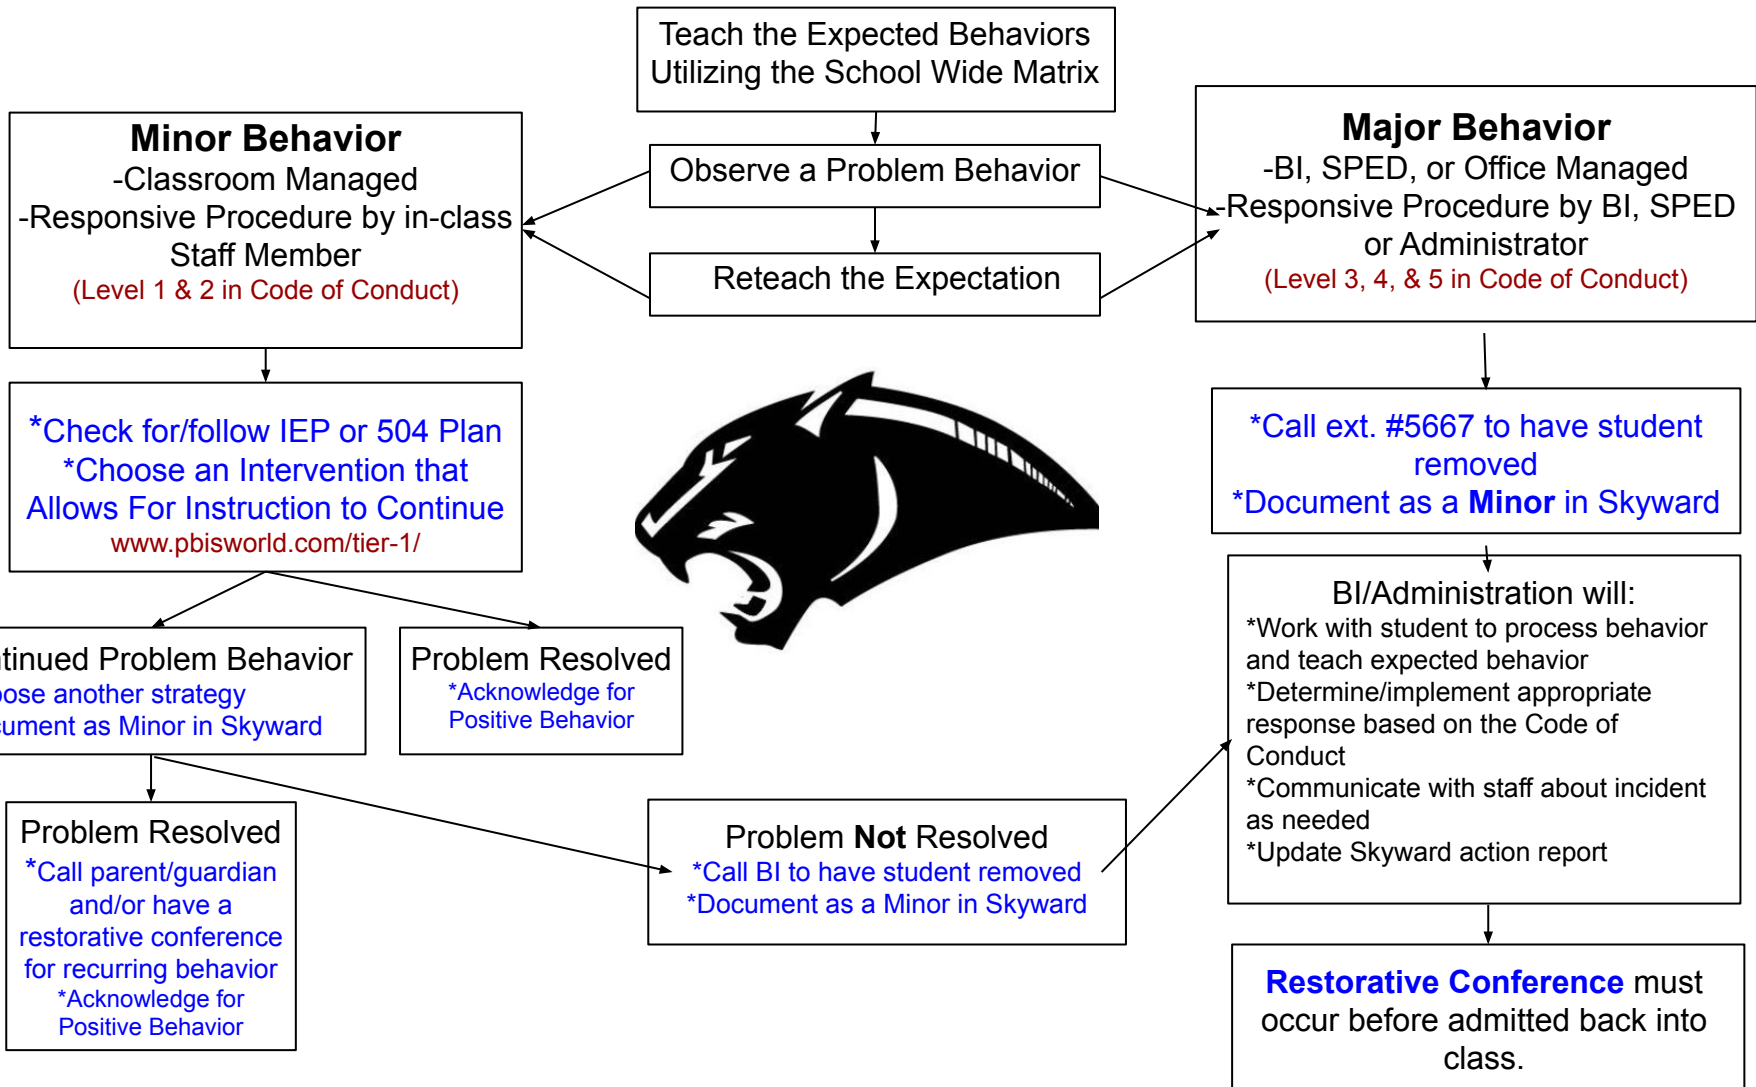 Teach the Expected Behaviors
Utilizing the School Wide Matrix
Minor Behavior
-Classroom Managed
-Responsive Procedure by in-class
Staff Member
(Level 1 & 2 in Code of Conduct)
Observe a Problem Behavior
Reteach the Expectation
Major Behavior
-BI, SPED, or Office Managed
-Responsive Procedure by BI, SPED
or Administrator
(Level 3, 4, & 5 in Code of Conduct)
*Check for/follow IEP or 504 Plan
*Choose an Intervention that
Allows For Instruction to Continue
www.pbisworld.com/tier-1/
*Call ext. #5667 to have student
removed
*Document as a Minor in Skyward
Problem Behavior
another strategy
as Minor in Skyward
Problem Resolved
*Acknowledge for
Positive Behavior
BI/Administration will:
*Work with student to process behavior
and teach expected behavior
*Determine/implement appropriate
response based on the Code of
Conduct
*Communicate with staff about incident
as needed
*Update Skyward action report
Problem Resolved
*Call parent/guardian
and/or have a
restorative conference
for recurring behavior
*Acknowledge for
Positive Behavior
Problem Not Resolved
*Call BI to have student removed
*Document as a Minor in Skyward
Restorative Conference must
occur before admitted back into
class.